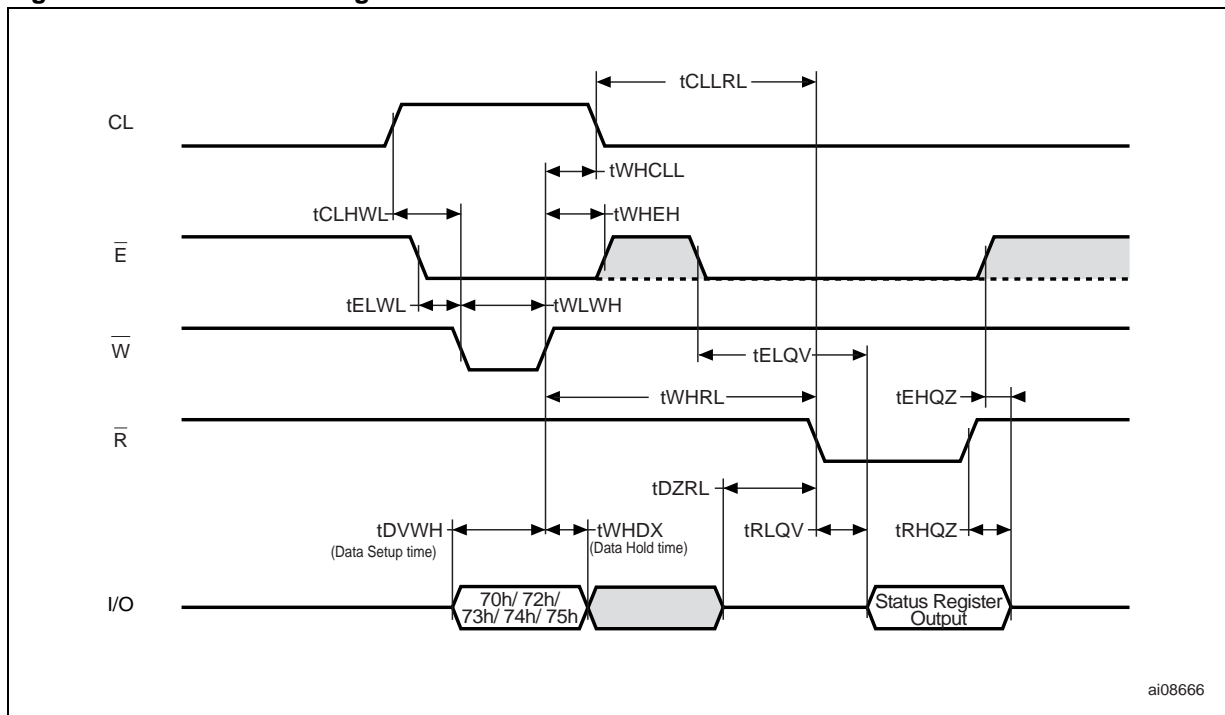 tCLLRL
CL
tWHCLL
tCLHWL
tWHEH
E
tELWL
tWLWH
W
tELQV
tWHRL
tEHQZ
R
tDZRL
tDVWH
(Data Setup time)
tWHDX
(Data Hold time)
tRLQV
tRHQZ
I/O
70h/ 72h/
73h/ 74h/ 75h
Status Register
Output
ai08666